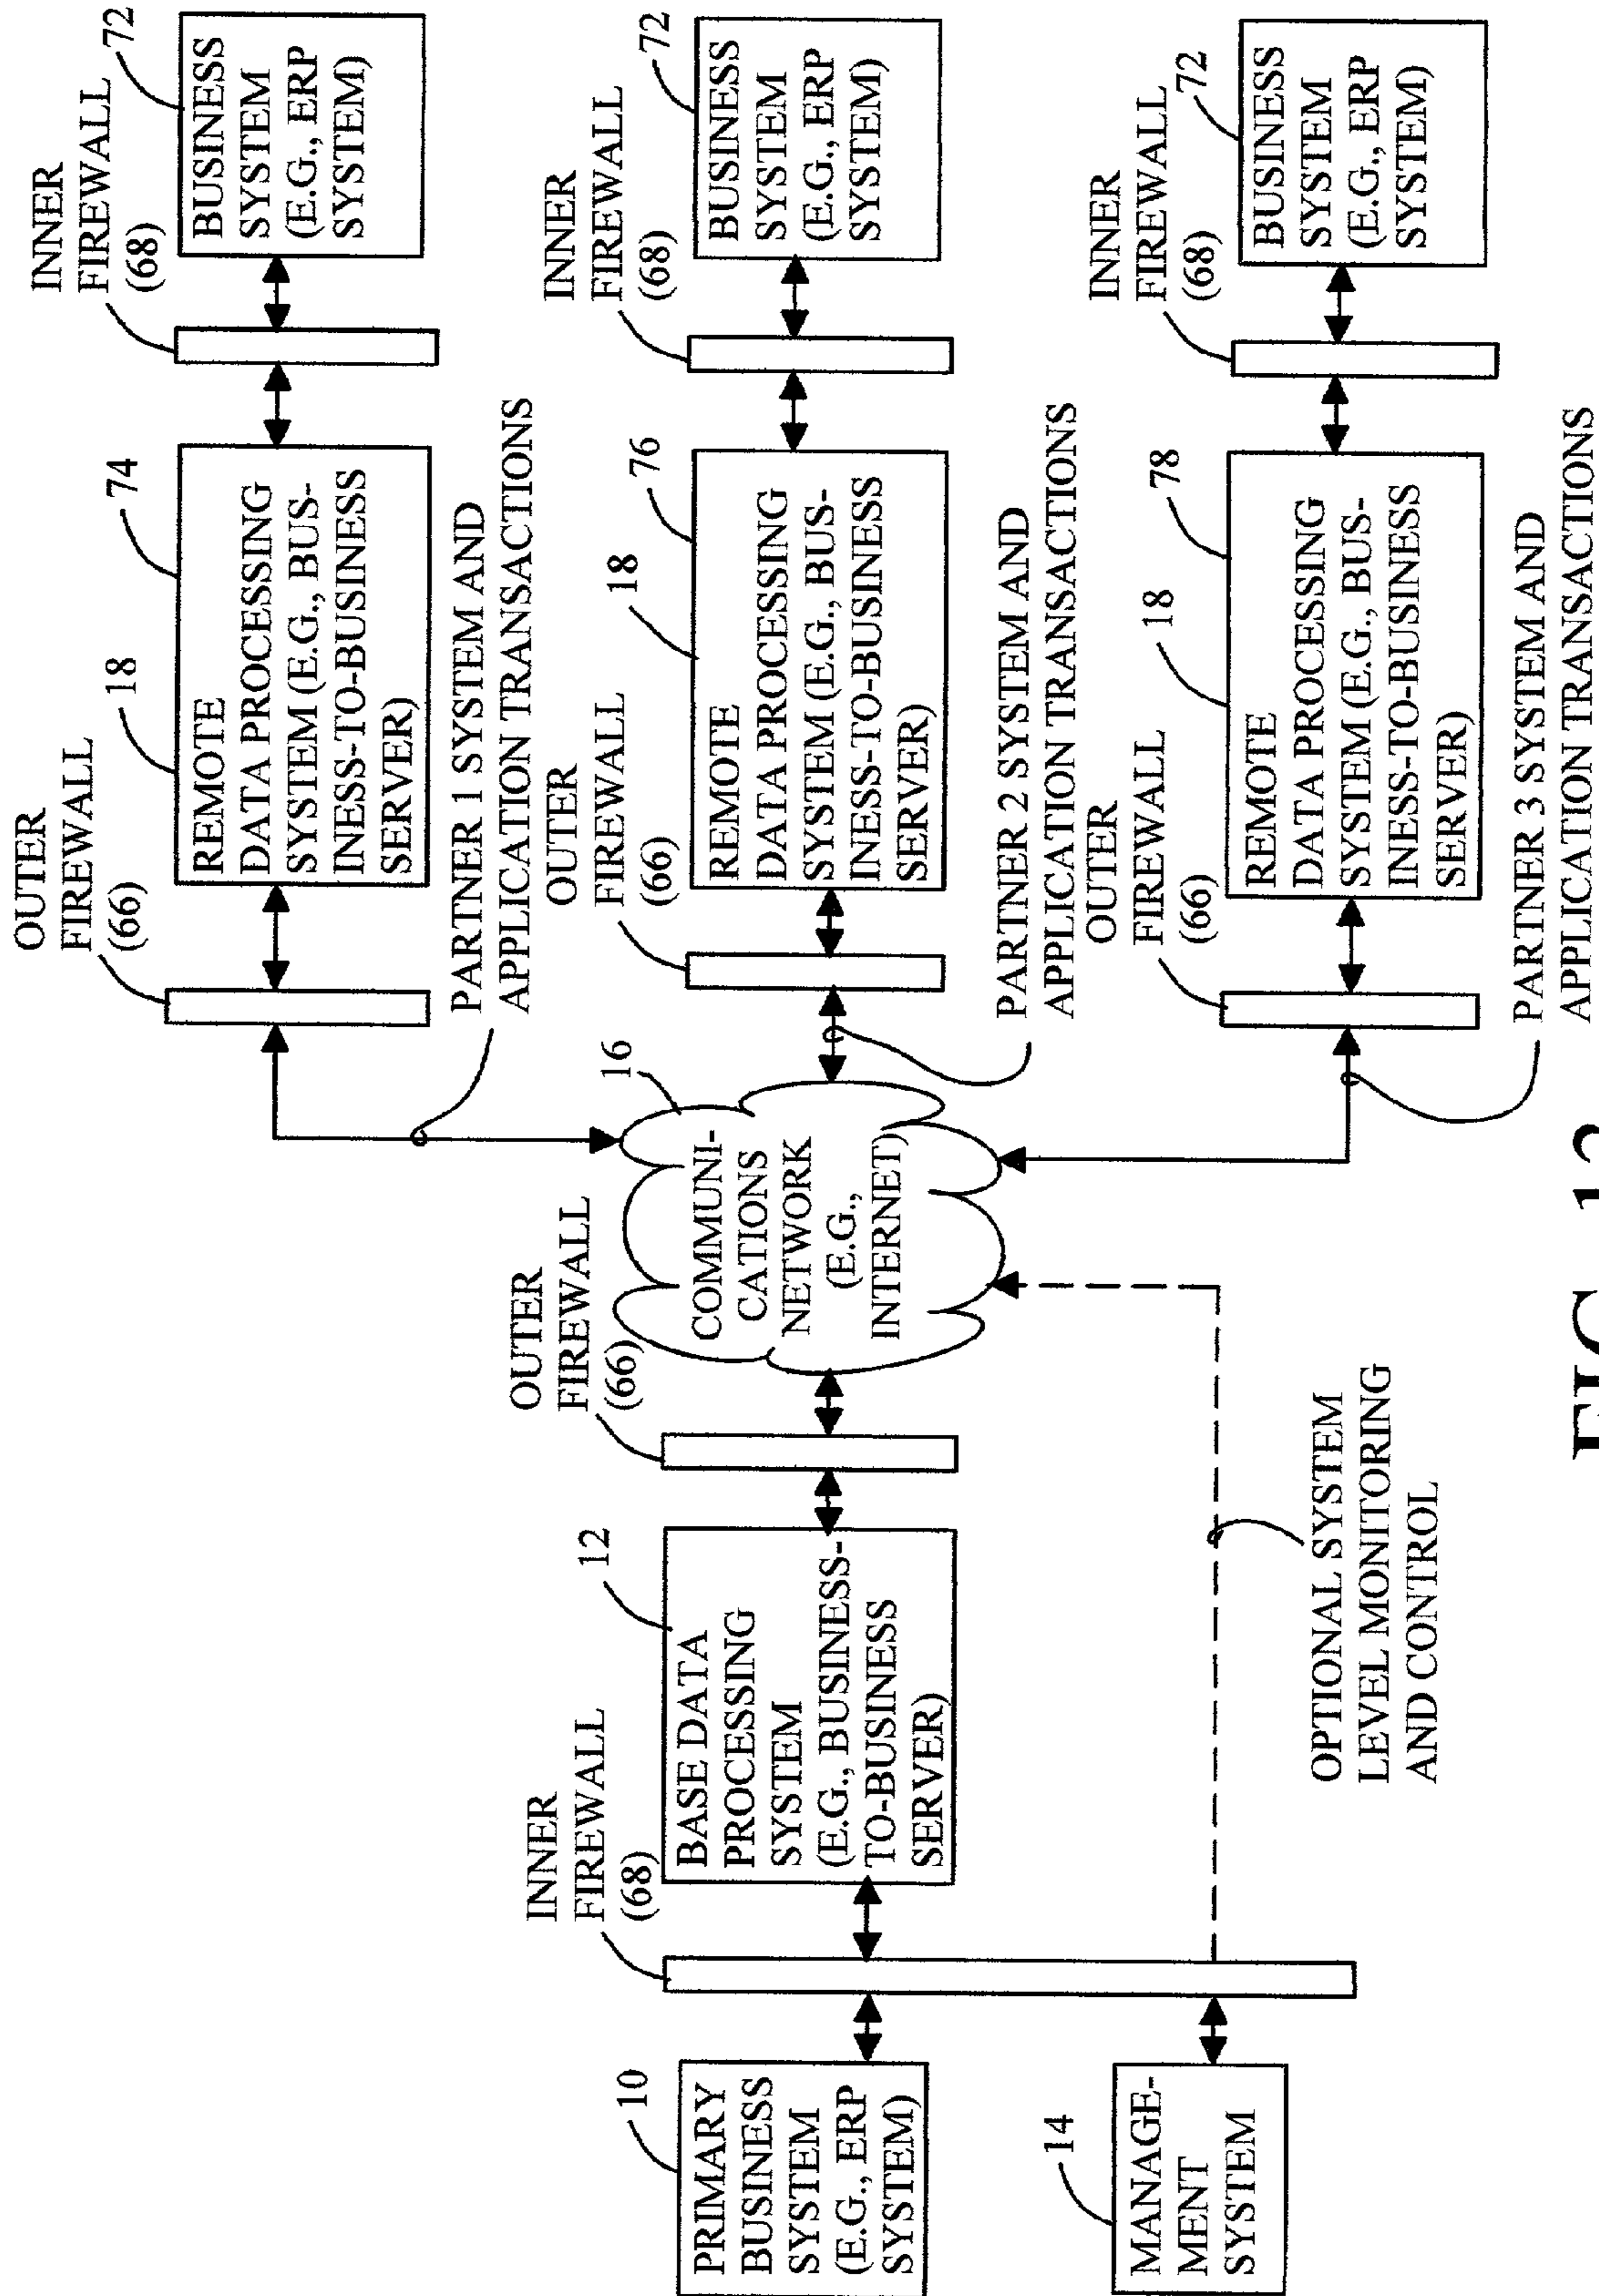 OUTER
FIREWALL
(66)
18
74
REMOTE
DATA PROCESSING
SYSTEM (E.G., BUS-
INESS-TO-BUSINESS
SERVER)
INNER
FIREWALL
(68)
72
BUSINESS
SYSTEM
(E.G., ERP
SYSTEM)
PARTNER 1 SYSTEM AND
APPLICATION TRANSACTIONS
PRIMARY
BUSINESS
SYSTEM
(E.G., ERP
SYSTEM)
10
INNER
FIREWALL
(68)
BASE DATA
PROCESSING
SYSTEM
(E.G., BUSINESS-
TO-BUSINESS
SERVER)
12
OUTER
FIREWALL
(66)
COMMUNI-
CATIONS
NETWORK
(E.G.,
INTERNET)
16
OUTER
FIREWALL
(66)
18
76
REMOTE
DATA PROCESSING
SYSTEM (E.G., BUS-
INESS-TO-BUSINESS
SERVER)
INNER
FIREWALL
(68)
72
BUSINESS
SYSTEM
(E.G., ERP
SYSTEM)
PARTNER 2 SYSTEM AND
APPLICATION TRANSACTIONS
14
MANAGE-
MENT
SYSTEM
OPTIONAL SYSTEM
LEVEL MONITORING
AND CONTROL
OUTER
FIREWALL
(66)
18
78
REMOTE
DATA PROCESSING
SYSTEM (E.G., BUS-
INESS-TO-BUSINESS
SERVER)
INNER
FIREWALL
(68)
72
BUSINESS
SYSTEM
(E.G., ERP
SYSTEM)
PARTNER 3 SYSTEM AND
APPLICATION TRANSACTIONS